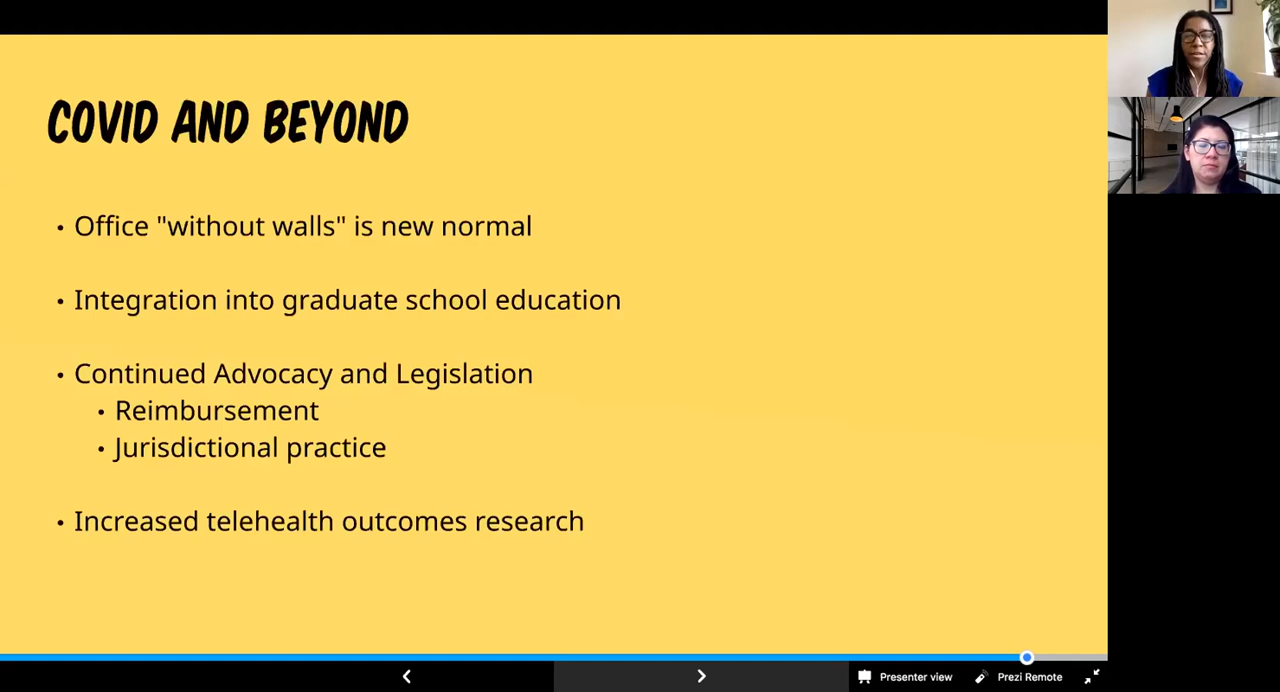 COVID AND BEYOND
• Office "without walls" is new normal
• Integration into graduate school education
• Continued Advocacy and Legislation
• Reimbursement
• Jurisdictional practice
• Increased telehealth outcomes research
Presenter view
Prezi Remote